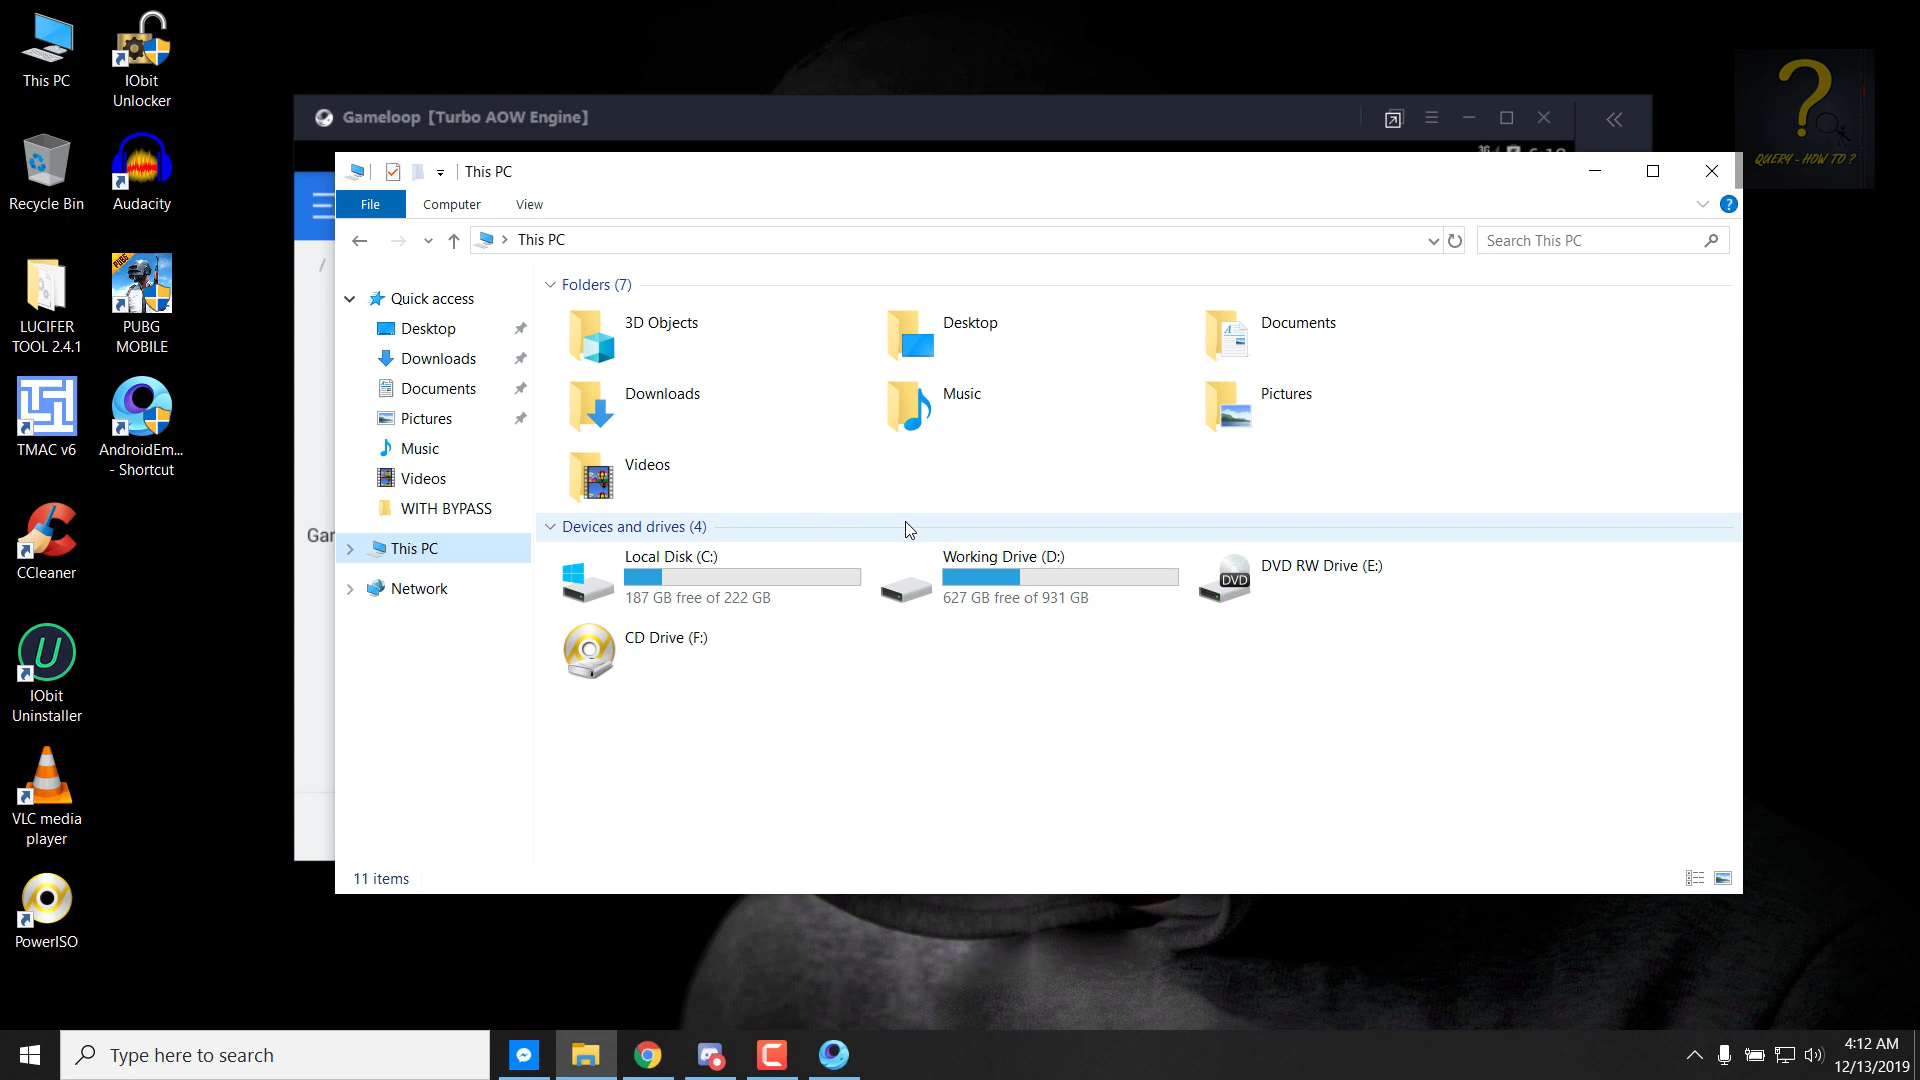 This PC
IObit
Unlocker
Recycle Bin
Audacity
LUCIFER
TOOL 2.4.1
PUBG
PUBG
MOBILE
TMAC v6
AndroidEm...
- Shortcut
CCleaner
IObit
Uninstaller
VLC media
player
PowerISO
QUERY - HOW TO ?
Gameloop【Turbo AOW Engine】
Gar
This PC
File
Computer
View
This PC
Search This PC
Quick access
Desktop
Downloads
Documents
Pictures
Music
Videos
WITH BYPASS
This PC
Network
Folders (7)
3D Objects
Desktop
Documents
Downloads
Music
Pictures
Videos
Devices and drives (4)
Local Disk (C:)
187 GB free of 222 GB
Working Drive (D:)
627 GB free of 931 GB
DVD
DVD RW Drive (E:)
CD Drive (F:)
11 items
Type here to search
4:12 AM
12/13/2019